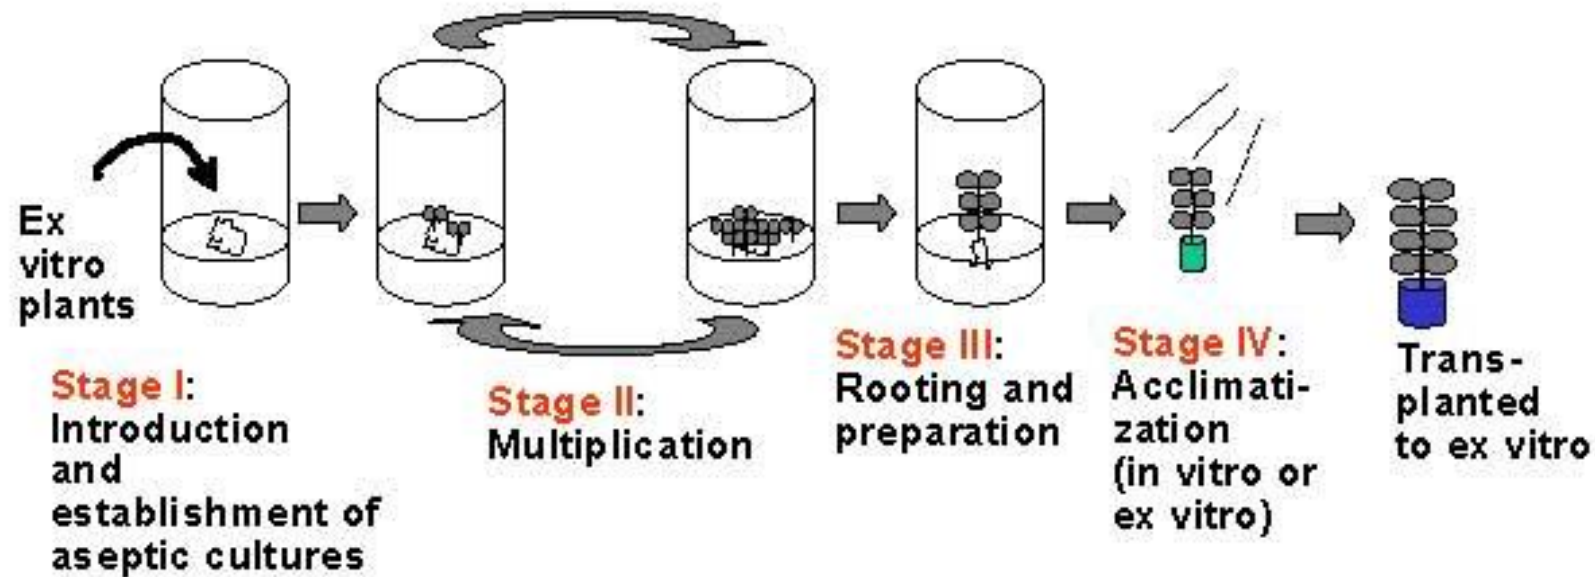 Ex
vitro
plants
Stage I:
Introduction
and
establishment of
aseptic cultures
Stage II:
Multiplication
Stage III:
Rooting and
preparation
Stage IV:
Acclimati-
zation
(in vitro or
ex vitro)
Trans-
planted
to ex vitro